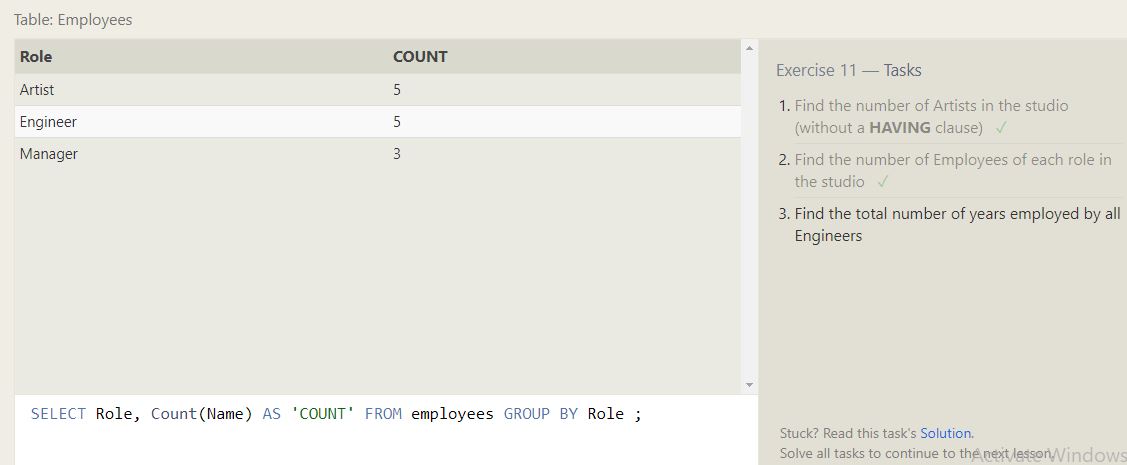 Table: Employees
Role COUNT
Artist 5
Engineer 5
Manager 3
SELECT Role, Count(Name) AS 'COUNT' FROM employees GROUP BY Role ;
Exercise 11 — Tasks
1. Find the number of Artists in the studio
(without a HAVING clause) ✓
2. Find the number of Employees of each role in
the studio ✓
3. Find the total number of years employed by all
Engineers
Stuck? Read this task's Solution.
Solve all tasks to continue to the next lesson.
Activate Windows